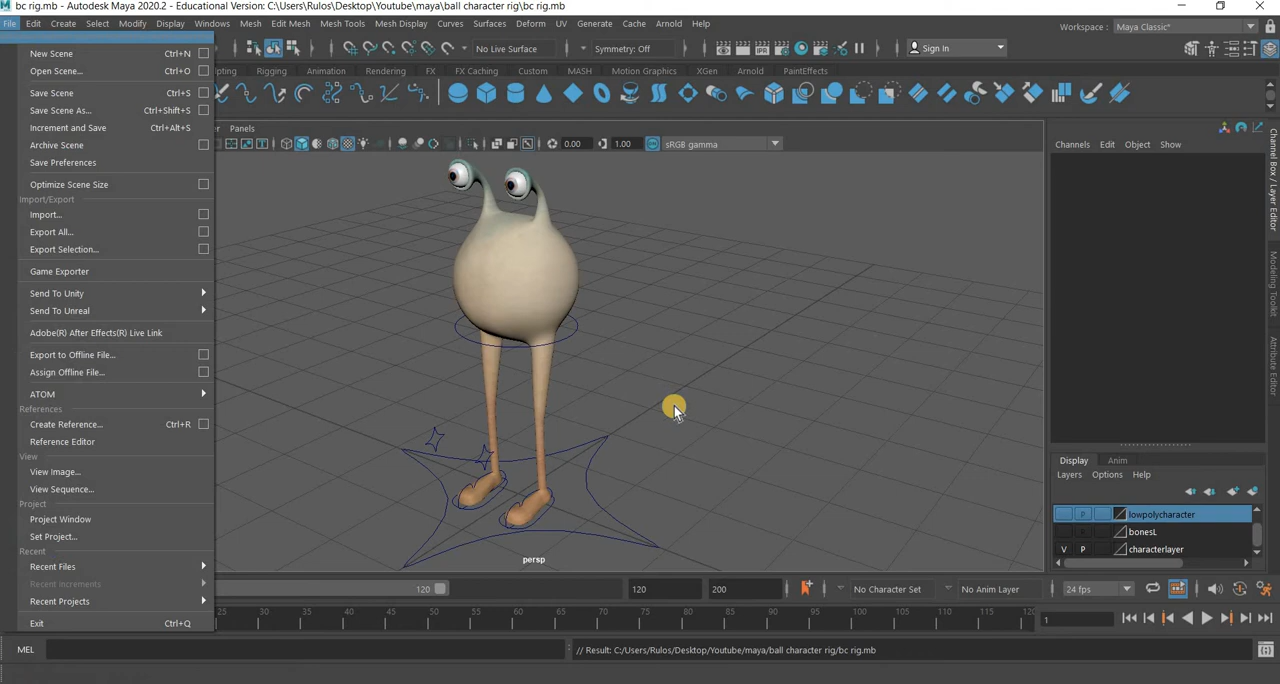 bc rig.mb - Autodesk Maya 2020.2 - Educational Version: C:\Users\Rulos\Desktop\Youtube\maya\ball character rig\bc rig.mb
File Edit Create Select Modify Display Windows Mesh Edit Mesh Mesh Tools Mesh Display Curves Surfaces Deform UV Generate Cache Arnold Help
Workspace : Maya Classic*
No Live Surface Symmetry: Off Sign In
Rigging Animation Rendering FX FX Caching Custom MASH Motion Graphics XGen Arnold PaintEffects
Panels
0.00 1.00 sRGB gamma
New Scene Ctrl+N
Open Scene... Ctrl+O
Save Scene Ctrl+S
Save Scene As... Ctrl+Shift+S
Increment and Save Ctrl+Alt+S
Archive Scene
Save Preferences
Optimize Scene Size
Import/Export
Import...
Export All...
Export Selection...
Game Exporter
Send To Unity
Send To Unreal
Adobe(R) After Effects(R) Live Link
Export to Offline File...
Assign Offline File...
ATOM
References
Create Reference... Ctrl+R
Reference Editor
View
View Image...
View Sequence...
Project
Project Window
Set Project...
Recent
Recent Files
Recent Increments
Recent Projects
Exit Ctrl+Q
persp
Channels Edit Object Show
Channel Box / Layer Editor
Modeling Toolkit
Attribute Editor
Display Anim
Layers Options Help
P lowpolycharacter
bonesL
V P characterlayer
120 120 200 No Character Set No Anim Layer 24 fps
25 30 35 40 45 50 55 60 65 70 75 80 85 90 95 100 105 110 115 120 1
MEL // Result: C:/Users/Rulos/Desktop/Youtube/maya/ball character rig/bc rig.mb